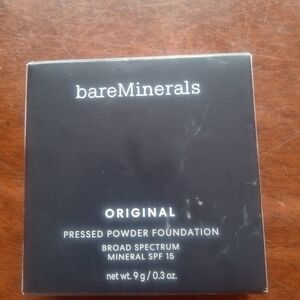 bareMinerals
ORIGINAL
PRESSED POWDER FOUNDATION
BROAD SPECTRUM
MINERAL SPF 15
net wt. 9 g / 0.3 oz.